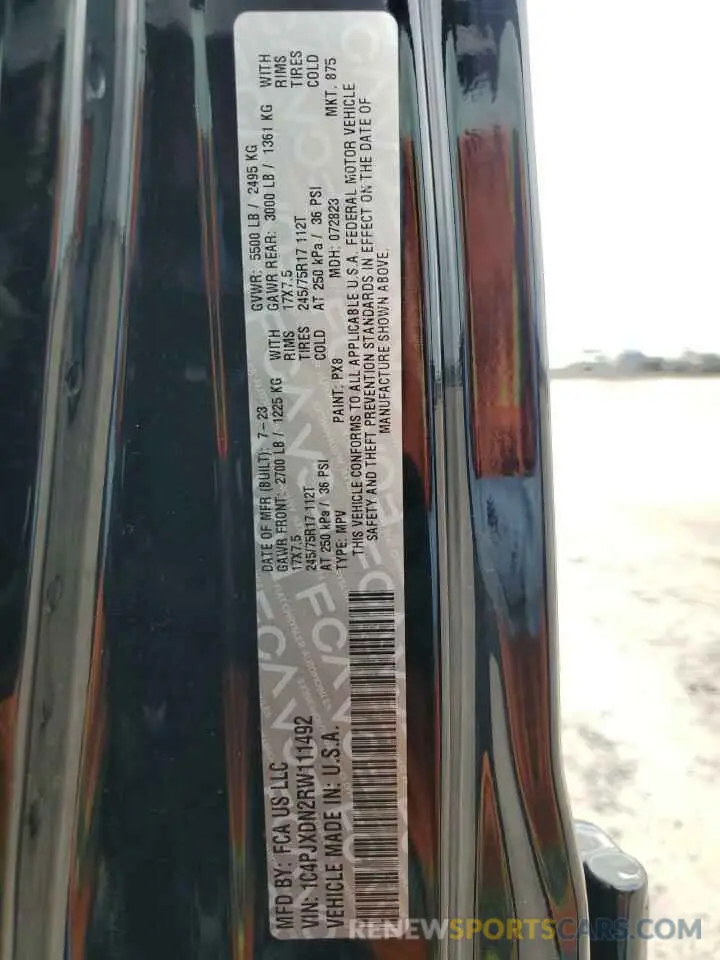 MFD BY: FCA US LLC
DATE OF MFR (BUILT): 7-23
GVWR: 5500 LB / 2495 KG
GAWR FRONT: 2700 LB / 1225 KG WITH
GAWR REAR: 3000 LB / 1361 KG WITH
17X7.5 RIMS
17X7.5 RIMS
245/75R17 112T TIRES
245/75R17 112T TIRES
AT 250 kPa / 36 PSI COLD
AT 250 kPa / 36 PSI COLD
VIN: 1C4PJXDN2RW111492
TYPE: MPV PAINT: PX8 MDH: 072823 MKT. 875
VEHICLE MADE IN: U.S.A.
THIS VEHICLE CONFORMS TO ALL APPLICABLE U.S.A. FEDERAL MOTOR VEHICLE
SAFETY AND THEFT PREVENTION STANDARDS IN EFFECT ON THE DATE OF
MANUFACTURE SHOWN ABOVE.
RENEWSPORTSCARS.COM